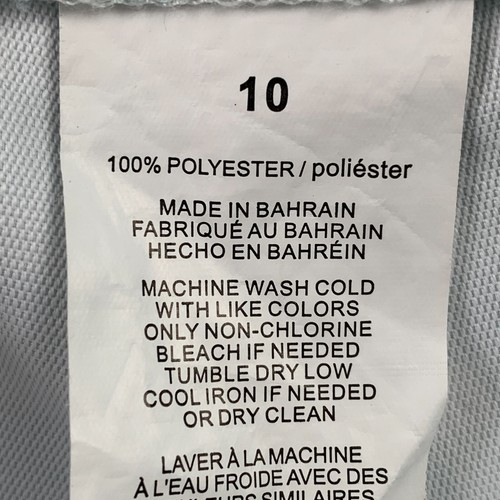 10
100% POLYESTER / poliéster
MADE IN BAHRAIN
FABRIQUÉ AU BAHRAIN
HECHO EN BAHRÉIN
MACHINE WASH COLD
WITH LIKE COLORS
ONLY NON-CHLORINE
BLEACH IF NEEDED
TUMBLE DRY LOW
COOL IRON IF NEEDED
OR DRY CLEAN
LAVER À LA MACHINE
À L'EAU FROIDE AVEC DES
SIMILAIRES